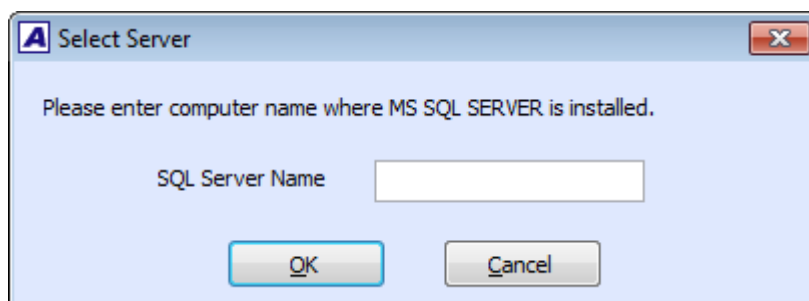 A Select Server
Please enter computer name where MS SQL SERVER is installed.
SQL Server Name
OK Cancel